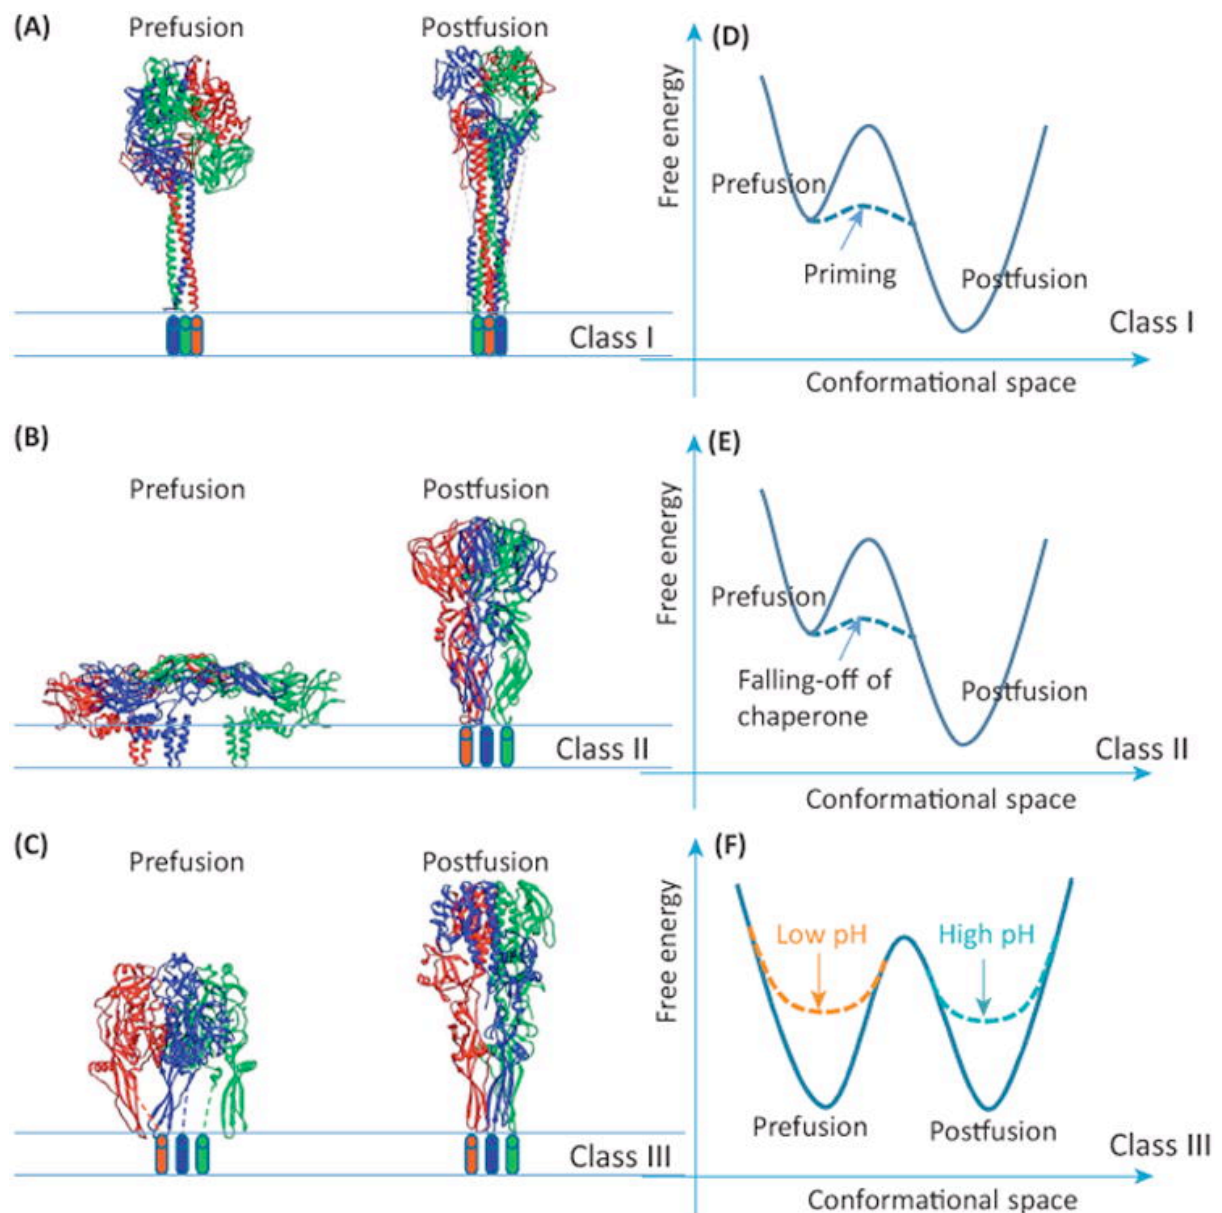 (A)
Prefusion
Postfusion
Class I
(D)
Free energy
Prefusion
Priming
Postfusion
Class I
Conformational space
(B)
Prefusion
Postfusion
Class II
(E)
Free energy
Prefusion
Falling-off of
chaperone
Postfusion
Class II
Conformational space
(C)
Prefusion
Postfusion
Class III
(F)
Free energy
Low pH
High pH
Prefusion
Postfusion
Class III
Conformational space